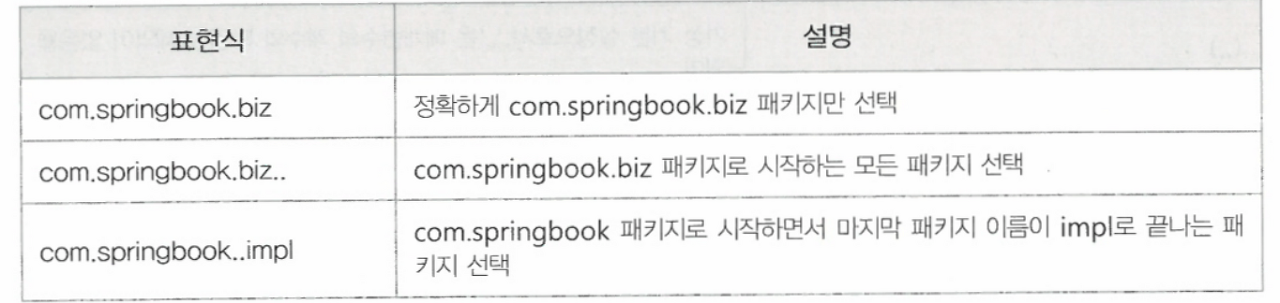 표현식 설명
com.springbook.biz 정확하게 com.springbook.biz 패키지만 선택
com.springbook.biz.. com.springbook.biz 패키지로 시작하는 모든 패키지 선택
com.springbook..impl com.springbook 패키지로 시작하면서 마지막 패키지 이름이 impl로 끝나는 패
키지 선택